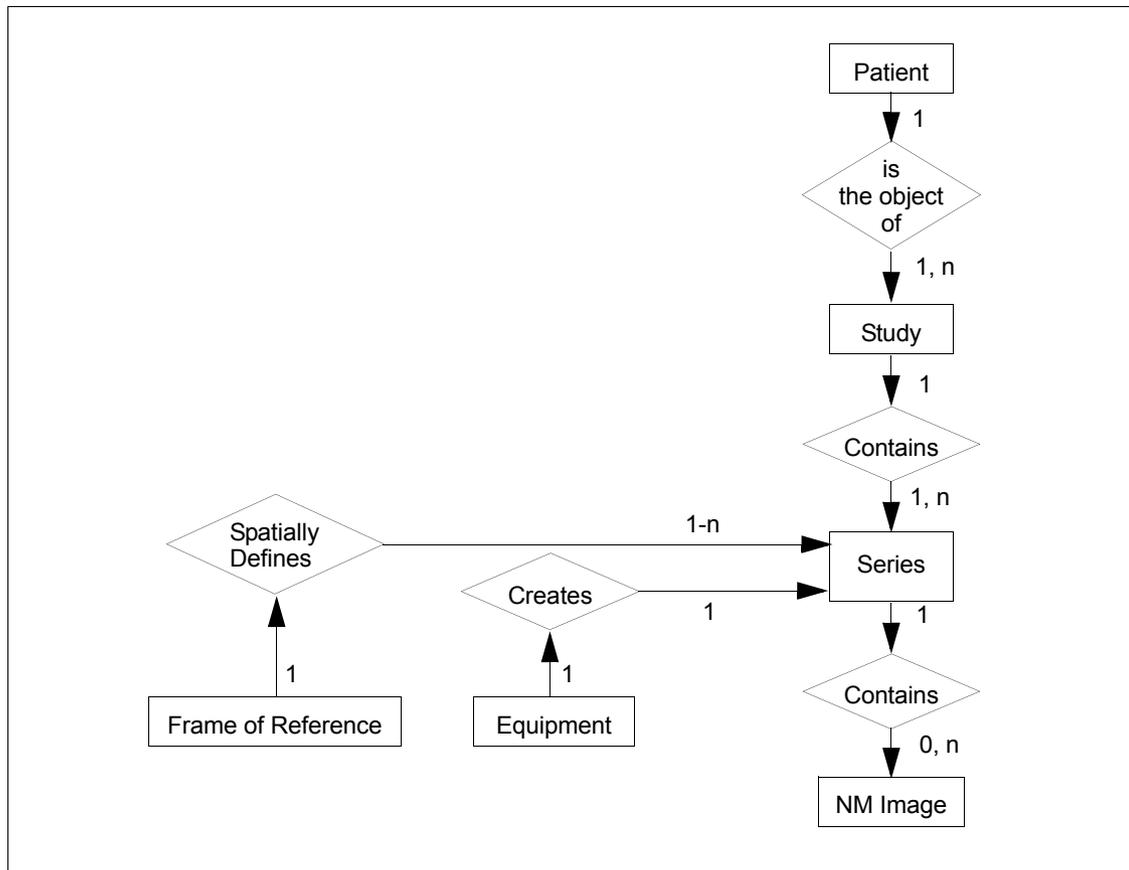 Patient
1
is
the object
of
1, n
Study
1
Contains
1, n
Spatially
Defines
1-n
Series
Creates
1
1
1
1
Contains
Frame of Reference
Equipment
0, n
NM Image